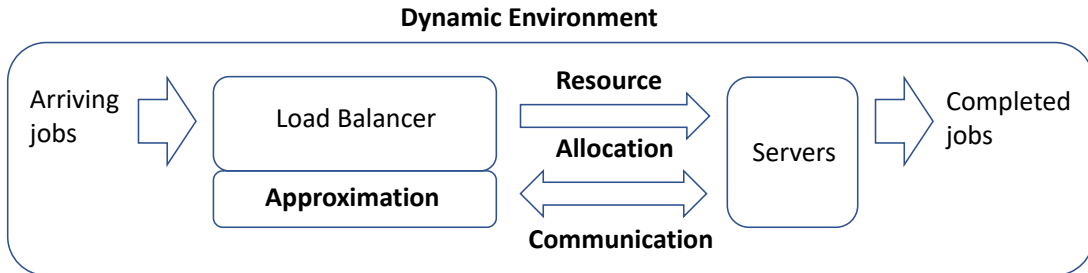 Dynamic Environment
Arriving
jobs
Load Balancer
Approximation
Resource
Allocation
Communication
Servers
Completed
jobs